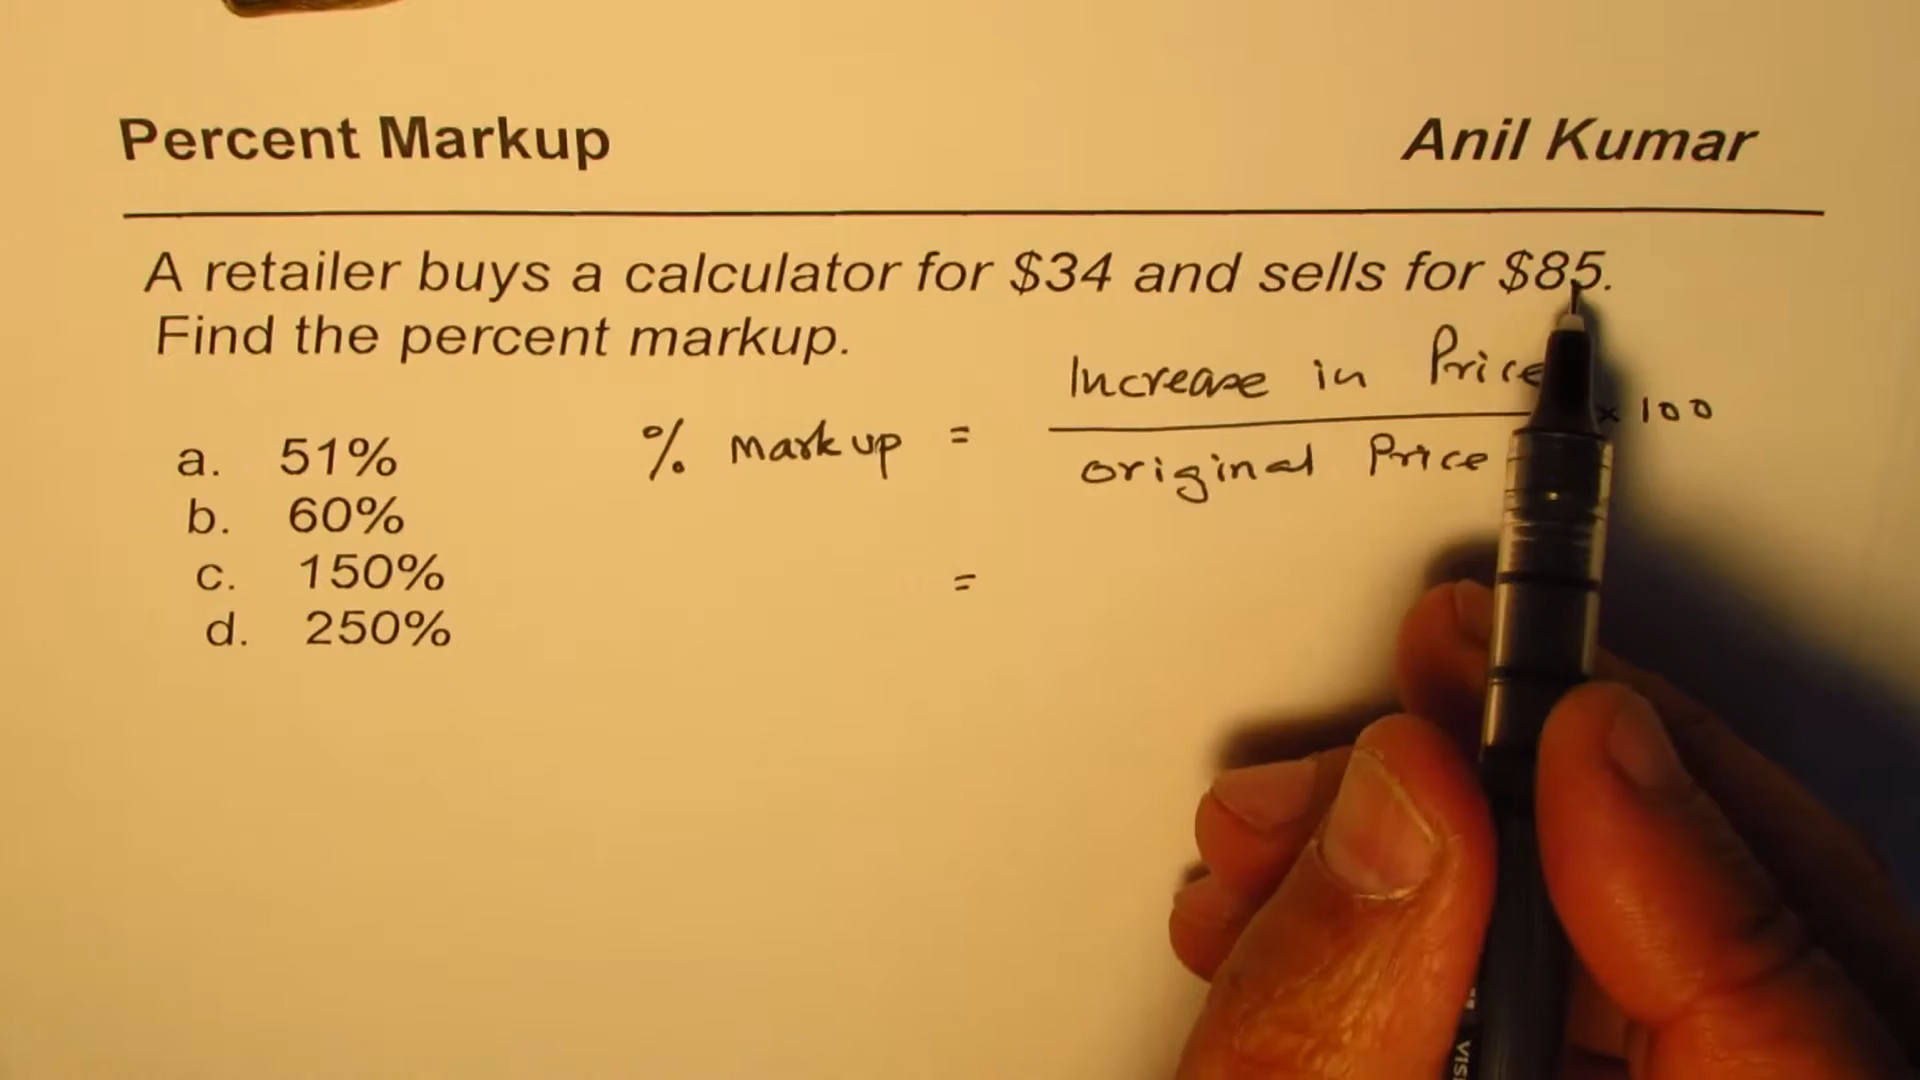 Percent Markup Anil Kumar
A retailer buys a calculator for $34 and sells for $85.
Find the percent markup.
Increase in Price
% markup = × 100
original Price
a. 51%
b. 60%
c. 150%
d. 250%
=
VISI